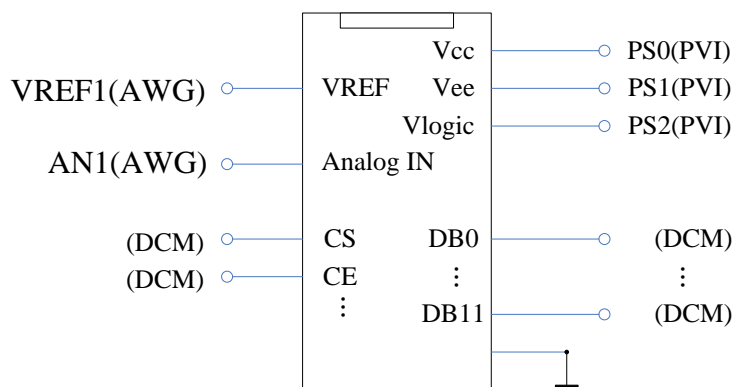 Vcc PS0(PVI)
VREF1(AWG) VREF Vee PS1(PVI)
Vlogic PS2(PVI)
AN1(AWG) Analog IN
(DCM) CS DB0 (DCM)
(DCM) CE ⋮ ⋮
⋮ DB11 (DCM)